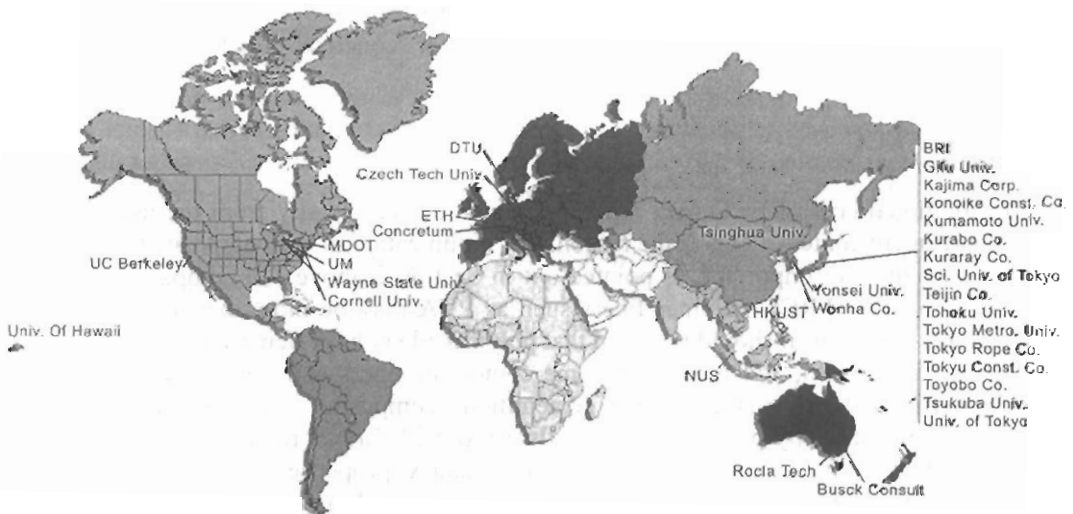 DTU
Czech Tech Univ.
ETH
Concretum
MDOT
UM
Wayne State Univ.
Cornell Univ.
UC Berkeley
Univ. Of Hawaii
Tsinghua Univ.
Yonsei Univ.
Wonha Co.
HKUST
NUS
Rocla Tech
Busck Consult
BRI
Gifu Univ.
Kajima Corp.
Konoike Const. Co.
Kumamoto Univ.
Kurabo Co.
Kuraray Co.
Sci. Univ. of Tokyo
Teijin Co.
Tohoku Univ.
Tokyo Metro. Univ.
Tokyo Rope Co.
Tokyu Const. Co.
Toyobo Co.
Tsukuba Univ.
Univ. of Tokyo